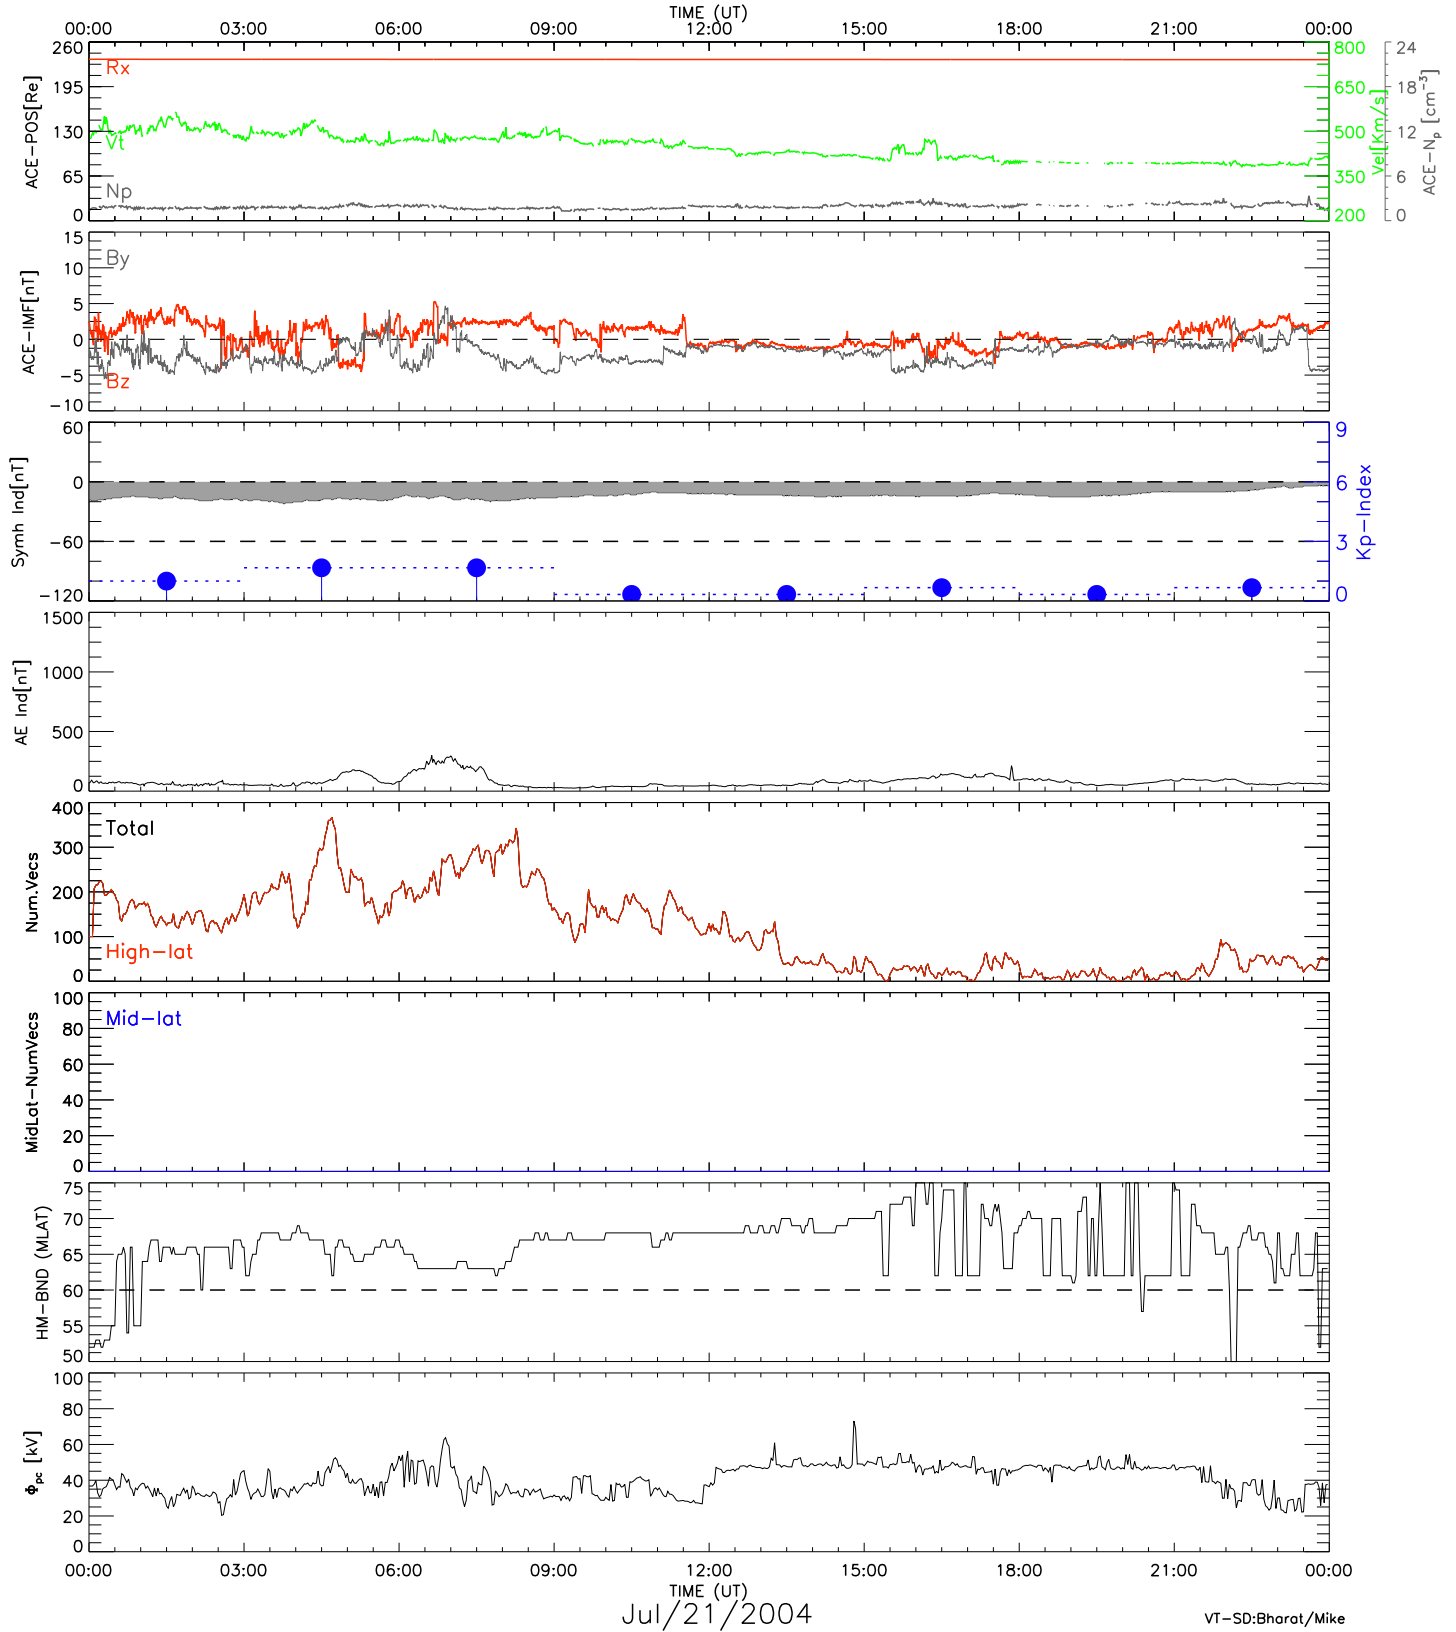 TIME (UT)
00:00 03:00 06:00 09:00 12:00 15:00 18:00 21:00 00:00
ACE-POS[Re]
260
195
130
65
0
Rx
Vt
Np
800
650
500
350
200
Vel[Km/s]
24
18
12
6
0
ACE-Np [cm-3]
ACE-IMF[nT]
15
10
5
0
-5
-10
By
Bz
Symh Ind[nT]
60
0
-60
-120
9
6
3
0
Kp-Index
AE Ind[nT]
1500
1000
500
0
Num.Vecs
400
300
200
100
0
Total
High-lat
MidLat-NumVecs
100
80
60
40
20
0
Mid-lat
HM-BND (MLAT)
75
70
65
60
55
50
Φpc [kV]
100
80
60
40
20
0
00:00 03:00 06:00 09:00 12:00 15:00 18:00 21:00 00:00
TIME (UT)
Jul/21/2004
VT-SD:Bharat/Mike